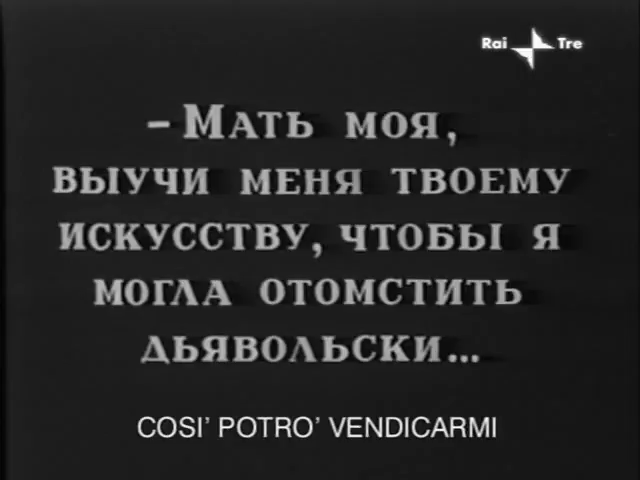 Rai Tre
– Мать моя,
выучи меня твоему
искусству, чтобы я
могла отомстить
дьявольски...
COSI' POTRO' VENDICARMI